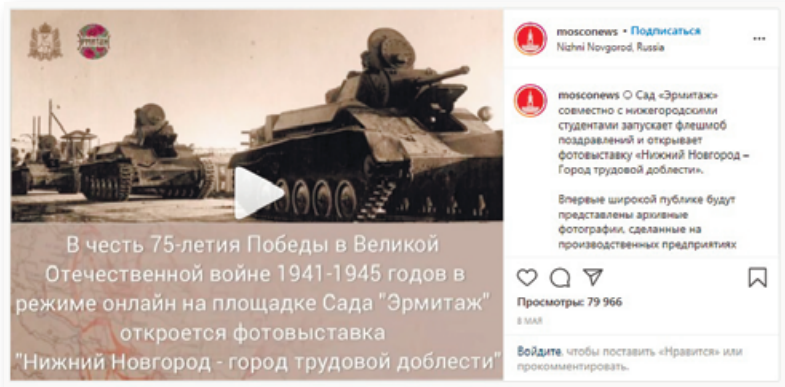 ЭРМИТАЖ
В честь 75-летия Победы в Великой
Отечественной войне 1941-1945 годов в
режиме онлайн на площадке Сада "Эрмитаж"
откроется фотовыставка
"Нижний Новгород - город трудовой доблести"
mosconews • Подписаться
Nizhni Novgorod, Russia
mosconews Сад «Эрмитаж»
совместно с нижегородскими
студентами запускает флешмоб
поздравлений и открывает
фотовыставку «Нижний Новгород –
Город трудовой доблести».
Впервые широкой публике будут
представлены архивные
фотографии, сделанные на
производственных предприятиях
Просмотры: 79 966
8 МАЯ
Войдите, чтобы поставить «Нравится» или
прокомментировать.